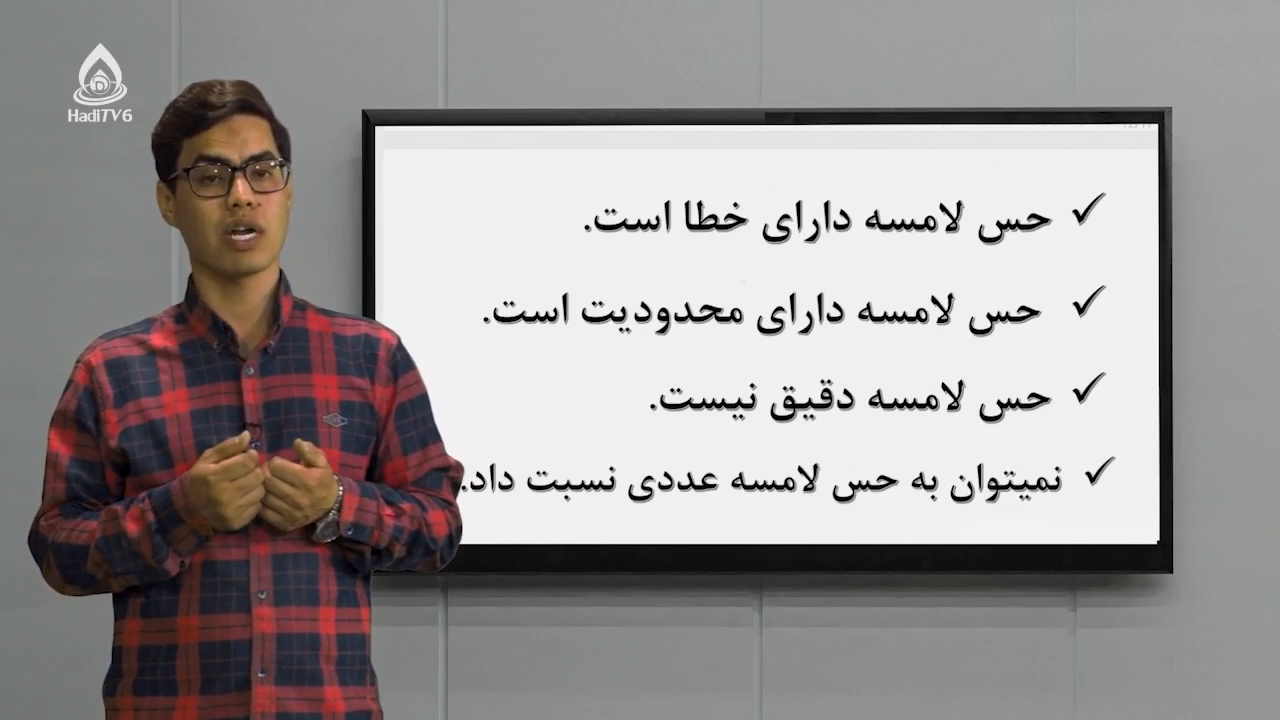 HadiTV6
✓ حس لامسه دارای خطا است.
✓ حس لامسه دارای محدودیت است.
✓ حس لامسه دقیق نیست.
✓ نمیتوان به حس لامسه عددی نسبت داد.